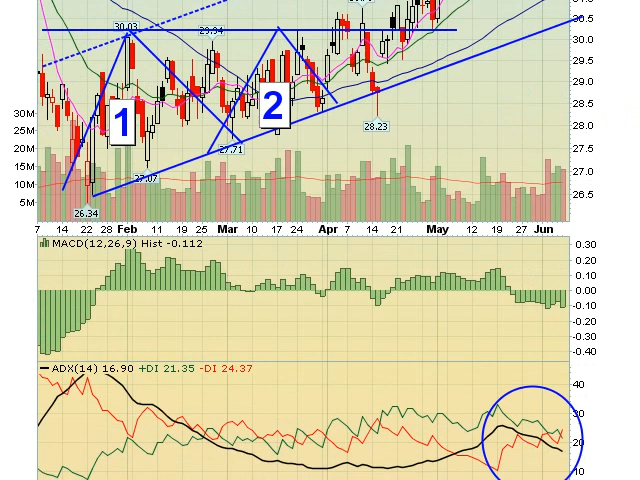 30.5
30.03 29.94 30.0
29.5
29.0
30M 28.5
1 2
25M 28.23 28.0
20M 27.71 27.5
15M 27.07 27.0
10M 26.5
5M
26.34
7 14 22 28 Feb 11 19 25 Mar 10 17 24 Apr 7 14 21 May 12 19 27 Jun
MACD(12,26,9) Hist -0.112
0.30
0.20
0.10
0.00
-0.10
-0.20
-0.30
-0.40
ADX(14) 16.90 +DI 21.35 -DI 24.37
40
30
20
10